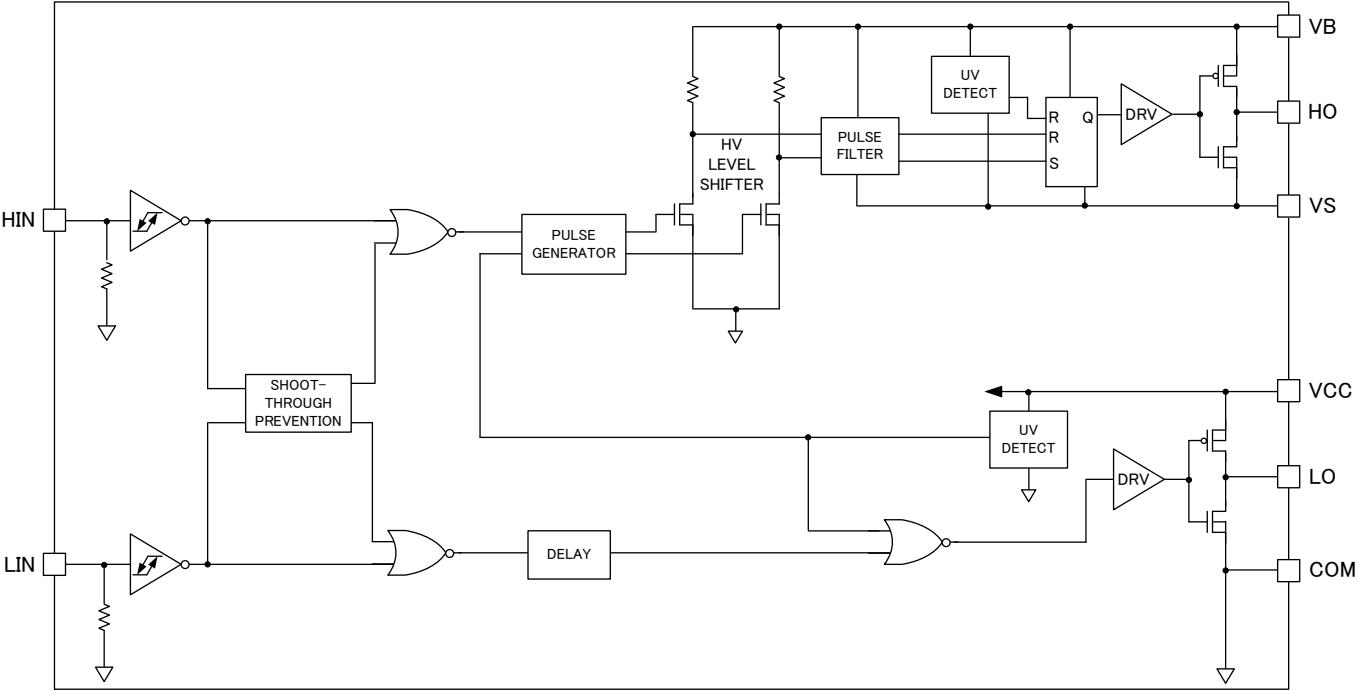 VB
UV
DETECT
R
Q
DRV
HO
PULSE
FILTER
R
HV
LEVEL
SHIFTER
S
HIN
VS
PULSE
GENERATOR
SHOOT-
THROUGH
PREVENTION
VCC
UV
DETECT
DRV
LO
LIN
DELAY
COM